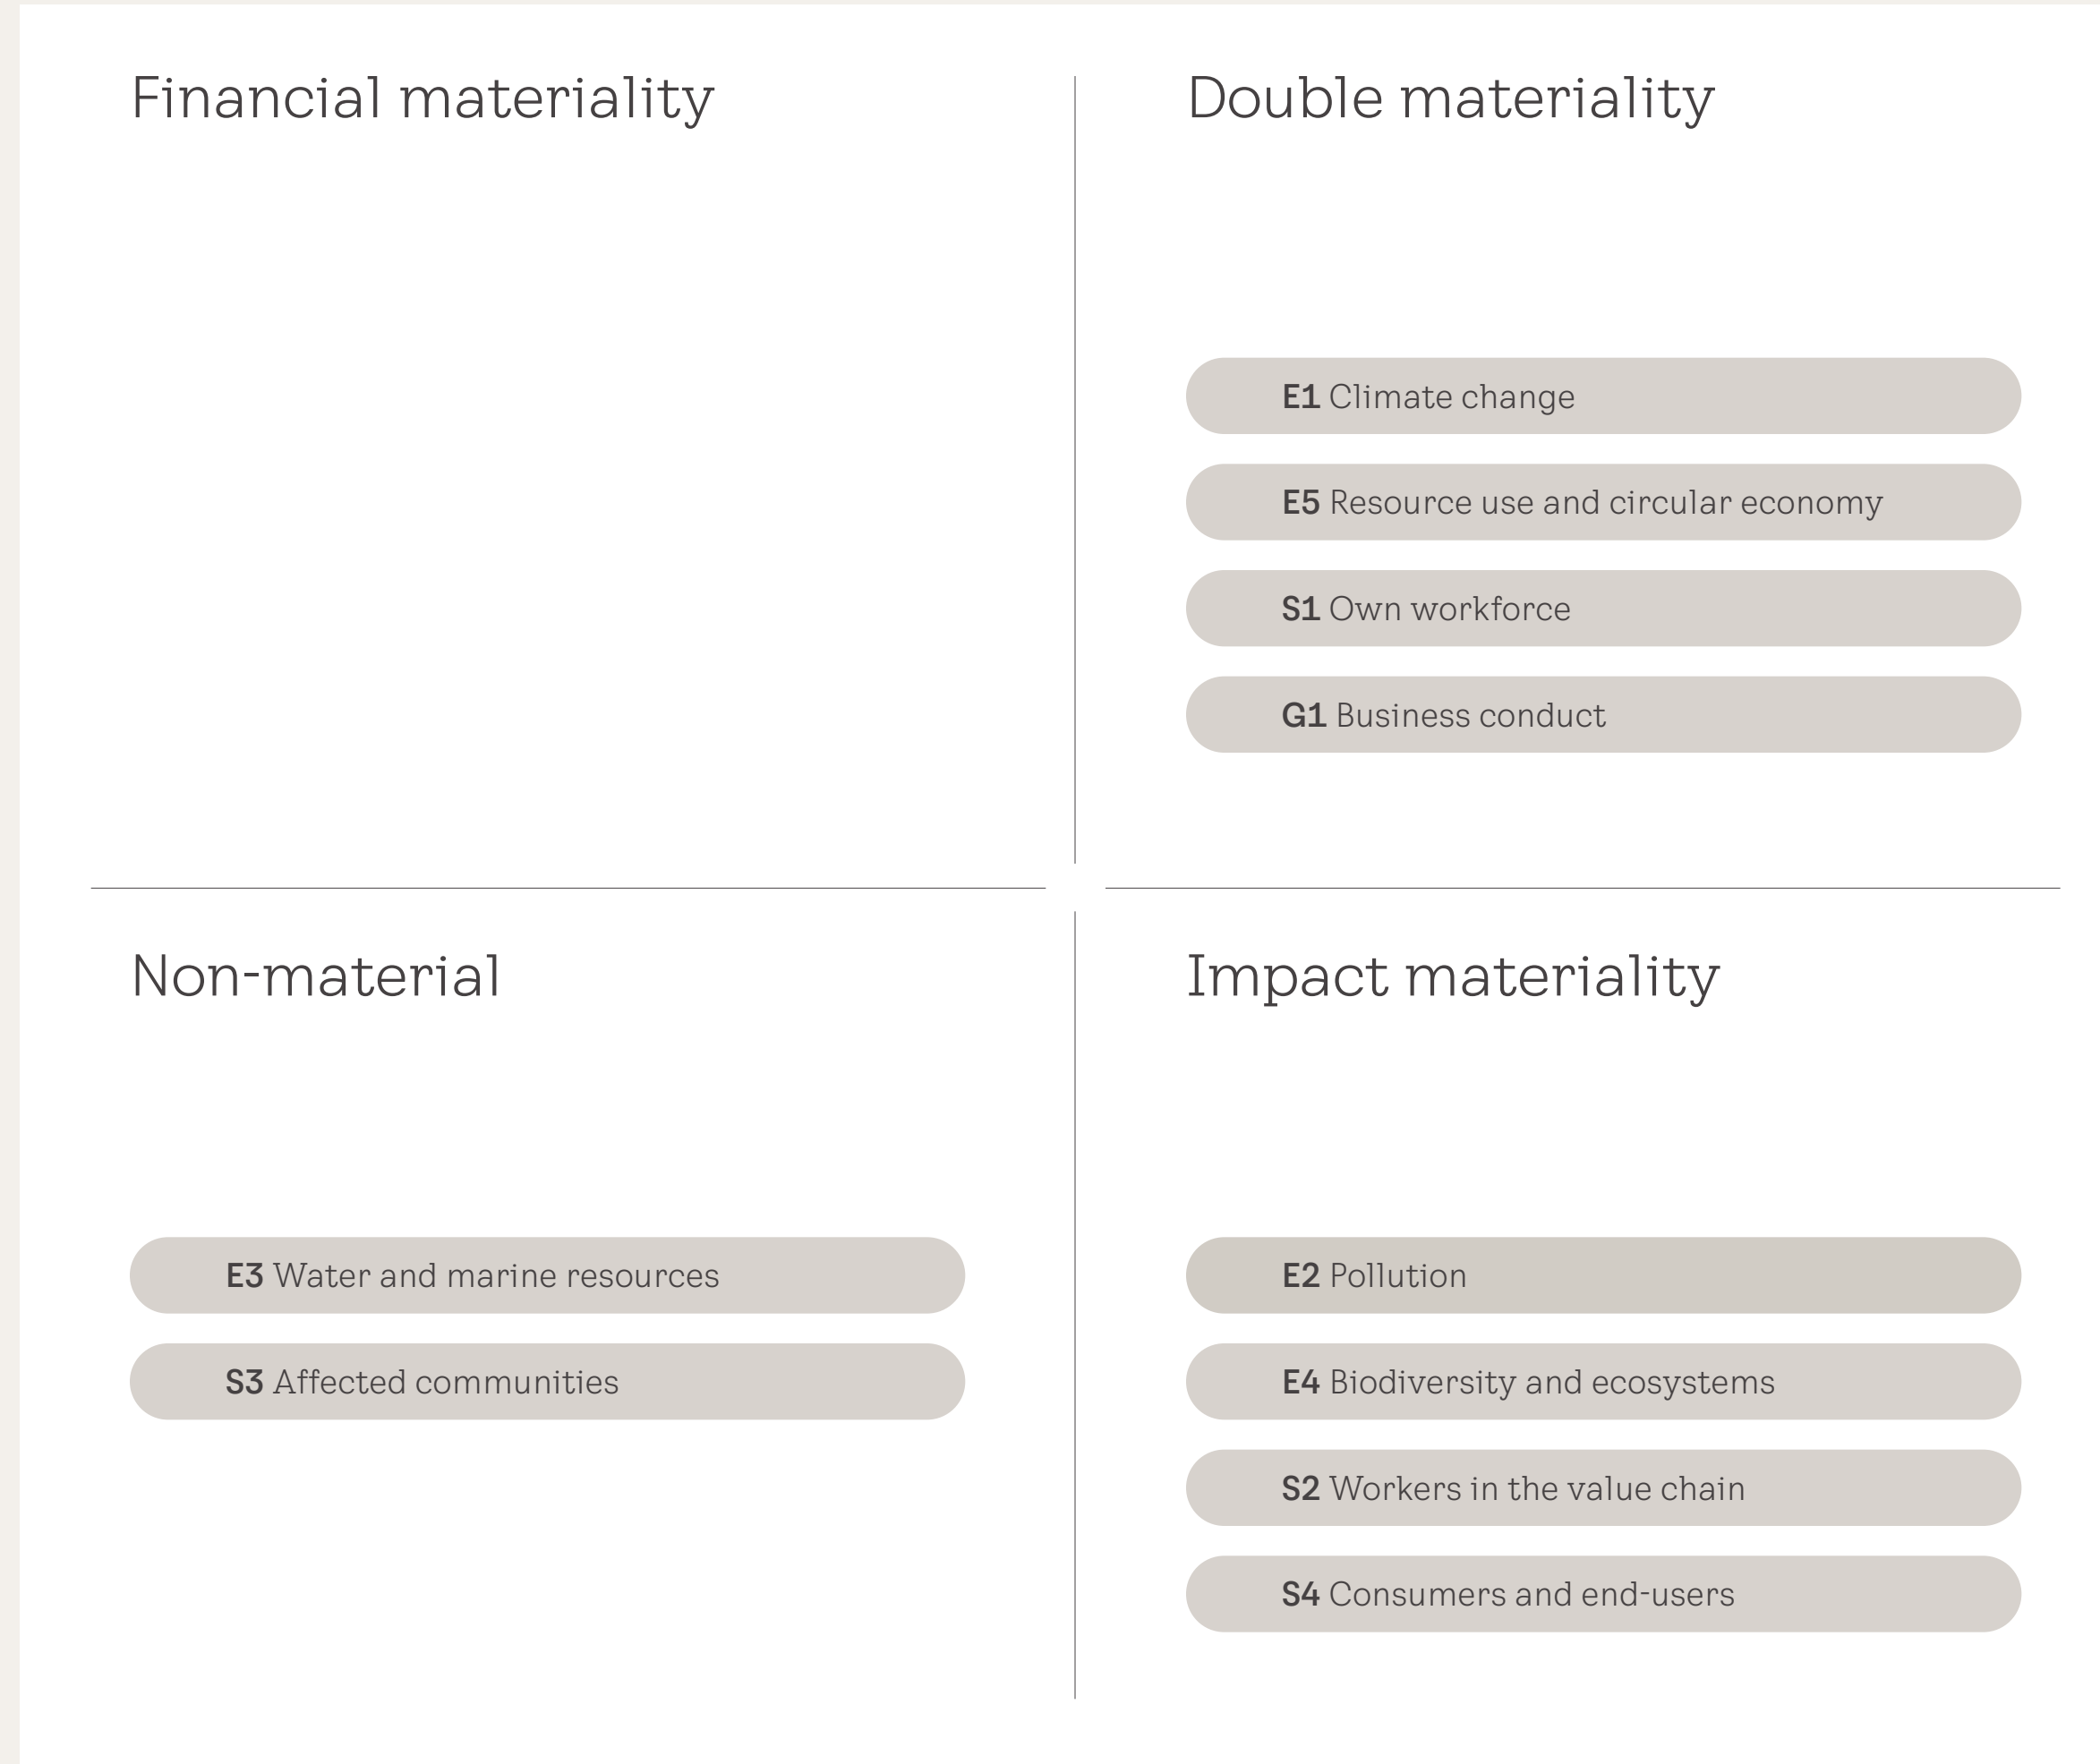 Financial materiality
Double materiality
E1 Climate change
E5 Resource use and circular economy
S1 Own workforce
G1 Business conduct
Non-material
E3 Water and marine resources
S3 Affected communities
Impact materiality
E2 Pollution
E4 Biodiversity and ecosystems
S2 Workers in the value chain
S4 Consumers and end-users